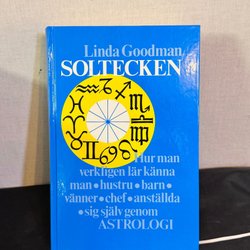 Linda Goodman
SOLTECKEN
Hur man
verkligen lär känna
man • hustru • barn •
vänner • chef • anställda
• sig själv genom
ASTROLOGI